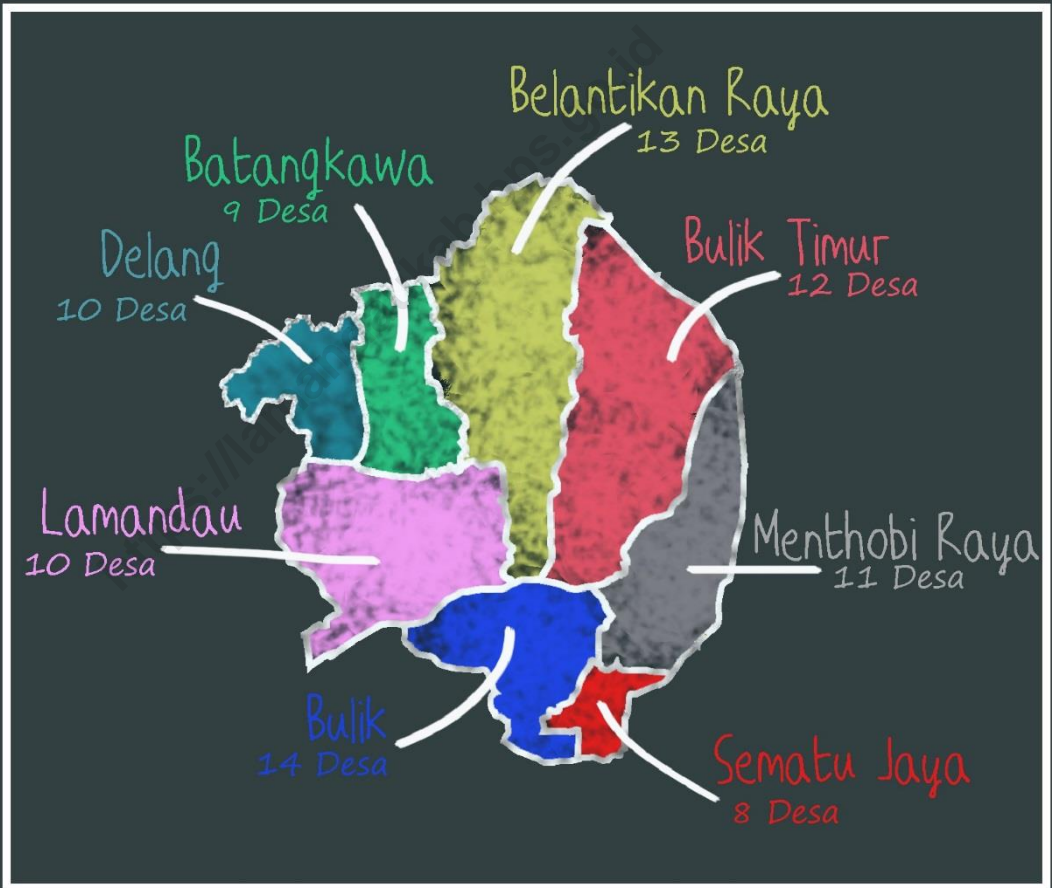 Belantikan Raya
13 Desa
Batangkawa
9 Desa
Bulik Timur
12 Desa
Delang
10 Desa
Lamandau
10 Desa
Menthobi Raya
11 Desa
Bulik
14 Desa
Sematu Jaya
8 Desa